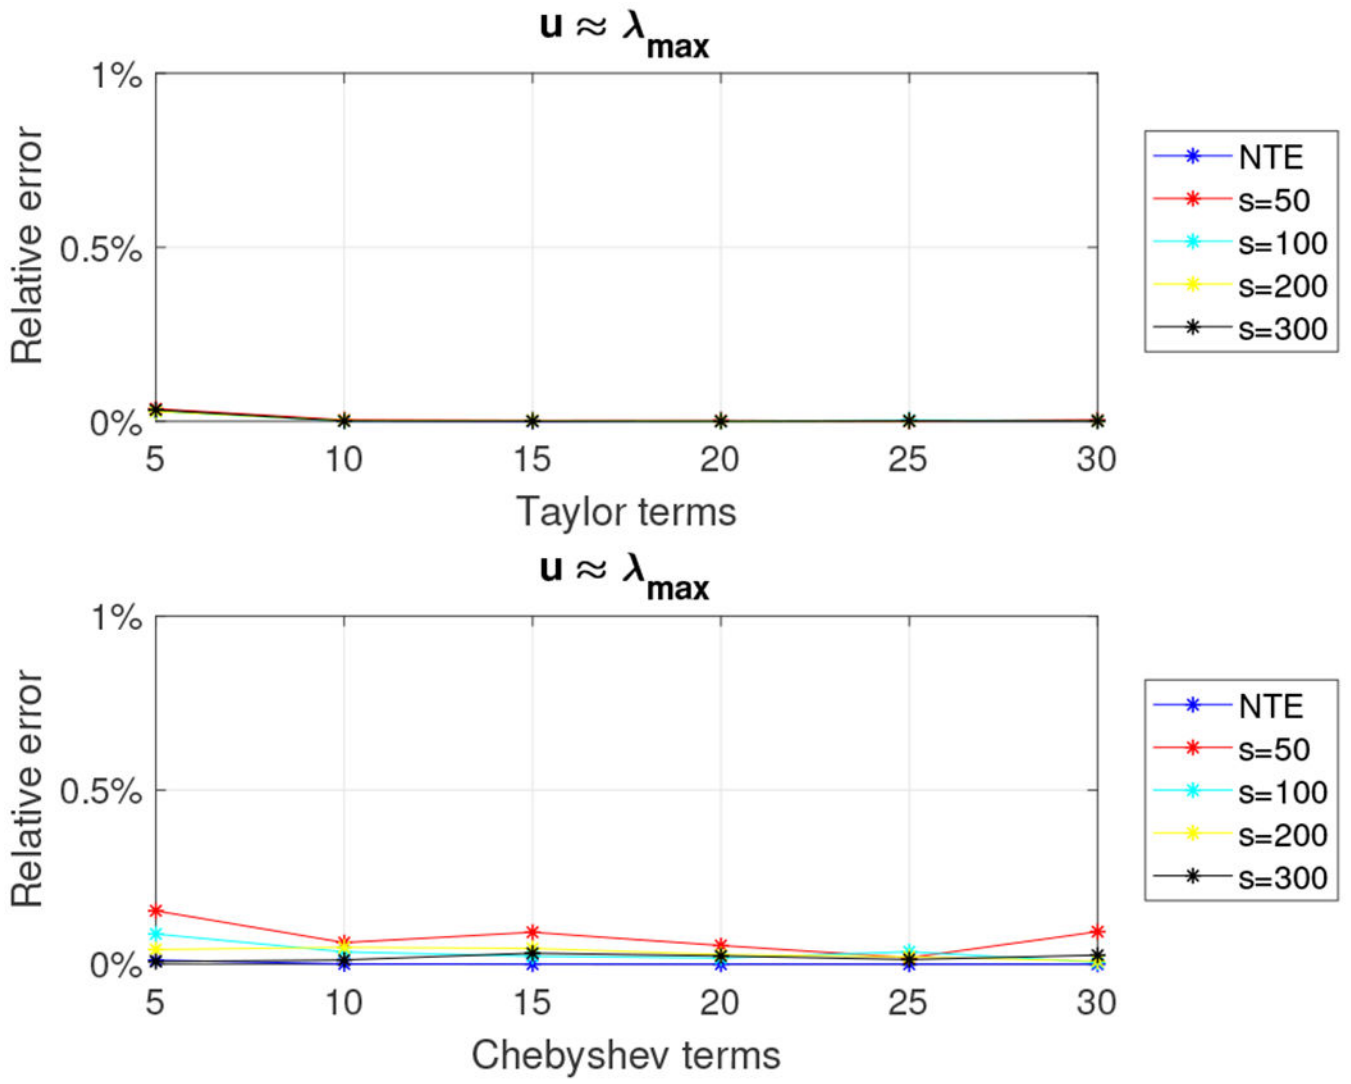 u ≈ λmax
1%
0.5%
0%
Relative error
5 10 15 20 25 30
Taylor terms
NTE
s=50
s=100
s=200
s=300
u ≈ λmax
1%
0.5%
0%
Relative error
5 10 15 20 25 30
Chebyshev terms
NTE
s=50
s=100
s=200
s=300